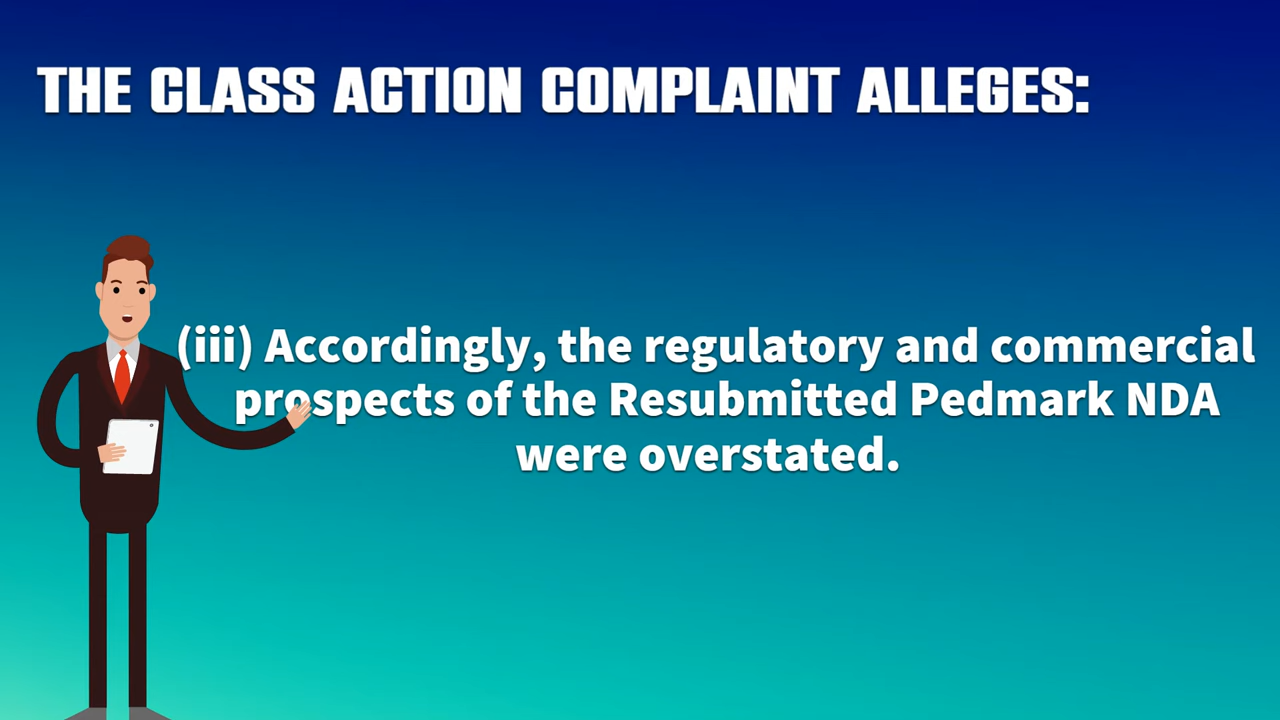 THE CLASS ACTION COMPLAINT ALLEGES:
(iii) Accordingly, the regulatory and commercial
prospects of the Resubmitted Pedmark NDA
were overstated.